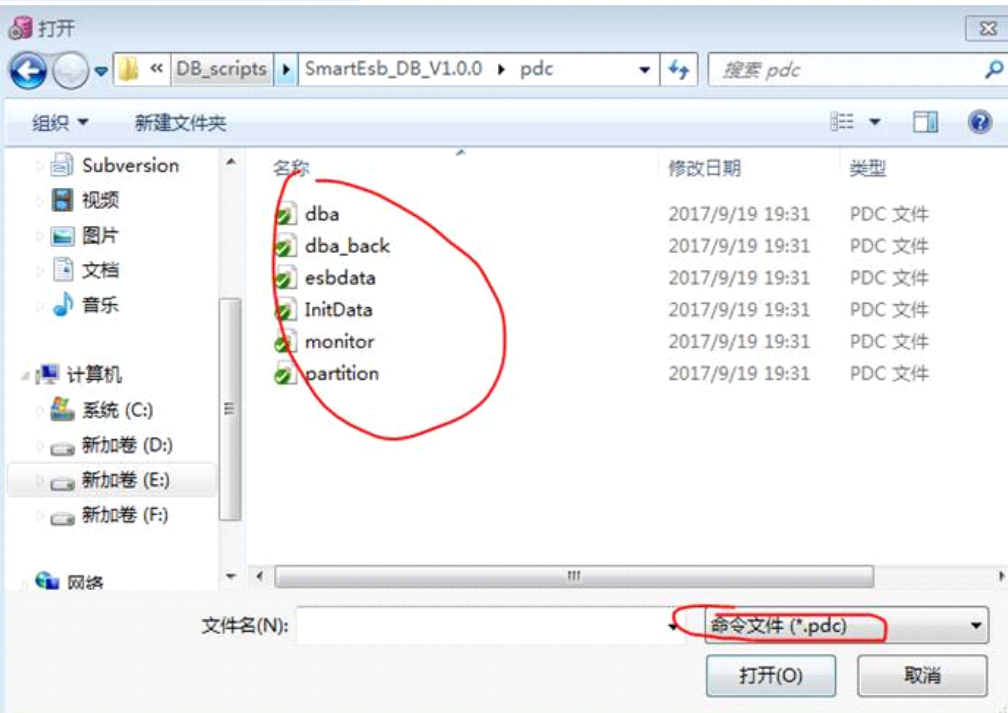 打开
« DB_scripts SmartEsb_DB_V1.0.0 pdc 搜索 pdc
组织 新建文件夹
名称 修改日期 类型
Subversion
视频
图片
文档
音乐
计算机
系统 (C:)
新加卷 (D:)
新加卷 (E:)
新加卷 (F:)
网络
dba 2017/9/19 19:31 PDC 文件
dba_back 2017/9/19 19:31 PDC 文件
esbdata 2017/9/19 19:31 PDC 文件
InitData 2017/9/19 19:31 PDC 文件
monitor 2017/9/19 19:31 PDC 文件
partition 2017/9/19 19:31 PDC 文件
文件名(N): 命令文件 (*.pdc)
打开(O) 取消